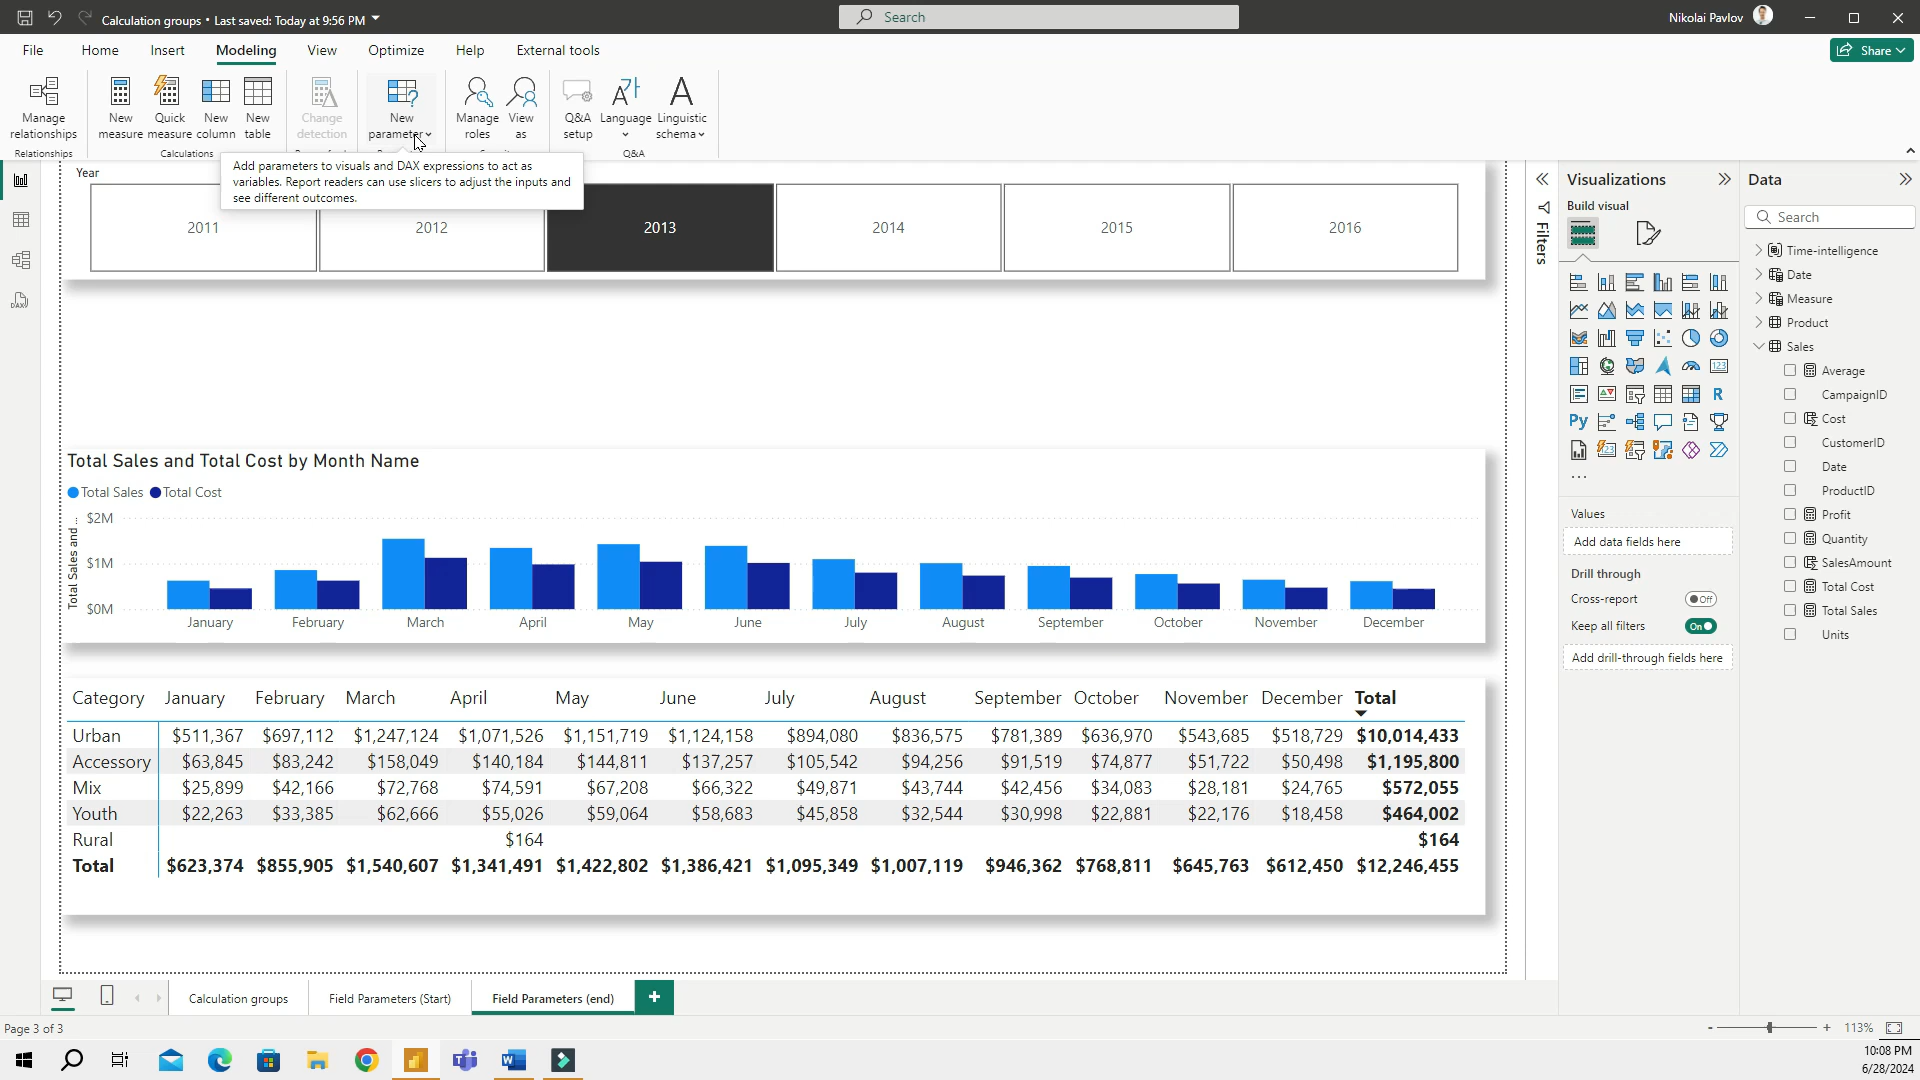 Calculation groups • Last saved: Today at 9:56 PM
Search
Nikolai Pavlov
File Home Insert Modeling View Optimize Help External tools
Share
Manage relationships
New measure
Quick measure
New column
New table
Change detection
New parameter
Manage roles
View as
Q&A setup
Language
Linguistic schema
Relationships
Calculations
Q&A
Add parameters to visuals and DAX expressions to act as
variables. Report readers can use slicers to adjust the inputs and
see different outcomes.
Year
2011 2012 2013 2014 2015 2016
Total Sales and Total Cost by Month Name
Total Sales Total Cost
Total Sales and ...
$2M
$1M
$0M
January February March April May June July August September October November December
Category January February March April May June July August September October November December Total
Urban $511,367 $697,112 $1,247,124 $1,071,526 $1,151,719 $1,124,158 $894,080 $836,575 $781,389 $636,970 $543,685 $518,729 $10,014,433
Accessory $63,845 $83,242 $158,049 $140,184 $144,811 $137,257 $105,542 $94,256 $91,519 $74,877 $51,722 $50,498 $1,195,800
Mix $25,899 $42,166 $72,768 $74,591 $67,208 $66,322 $49,871 $43,744 $42,456 $34,083 $28,181 $24,765 $572,055
Youth $22,263 $33,385 $62,666 $55,026 $59,064 $58,683 $45,858 $32,544 $30,998 $22,881 $22,176 $18,458 $464,002
Rural $164 $164
Total $623,374 $855,905 $1,540,607 $1,341,491 $1,422,802 $1,386,421 $1,095,349 $1,007,119 $946,362 $768,811 $645,763 $612,450 $12,246,455
Filters
Visualizations
Build visual
Values
Add data fields here
Drill through
Cross-report Off
Keep all filters On
Add drill-through fields here
Data
Search
Time-intelligence
Date
Measure
Product
Sales
Average
CampaignID
Cost
CustomerID
Date
ProductID
Profit
Quantity
SalesAmount
Total Cost
Total Sales
Units
Calculation groups Field Parameters (Start) Field Parameters (end)
Page 3 of 3
113%
10:08 PM
6/28/2024